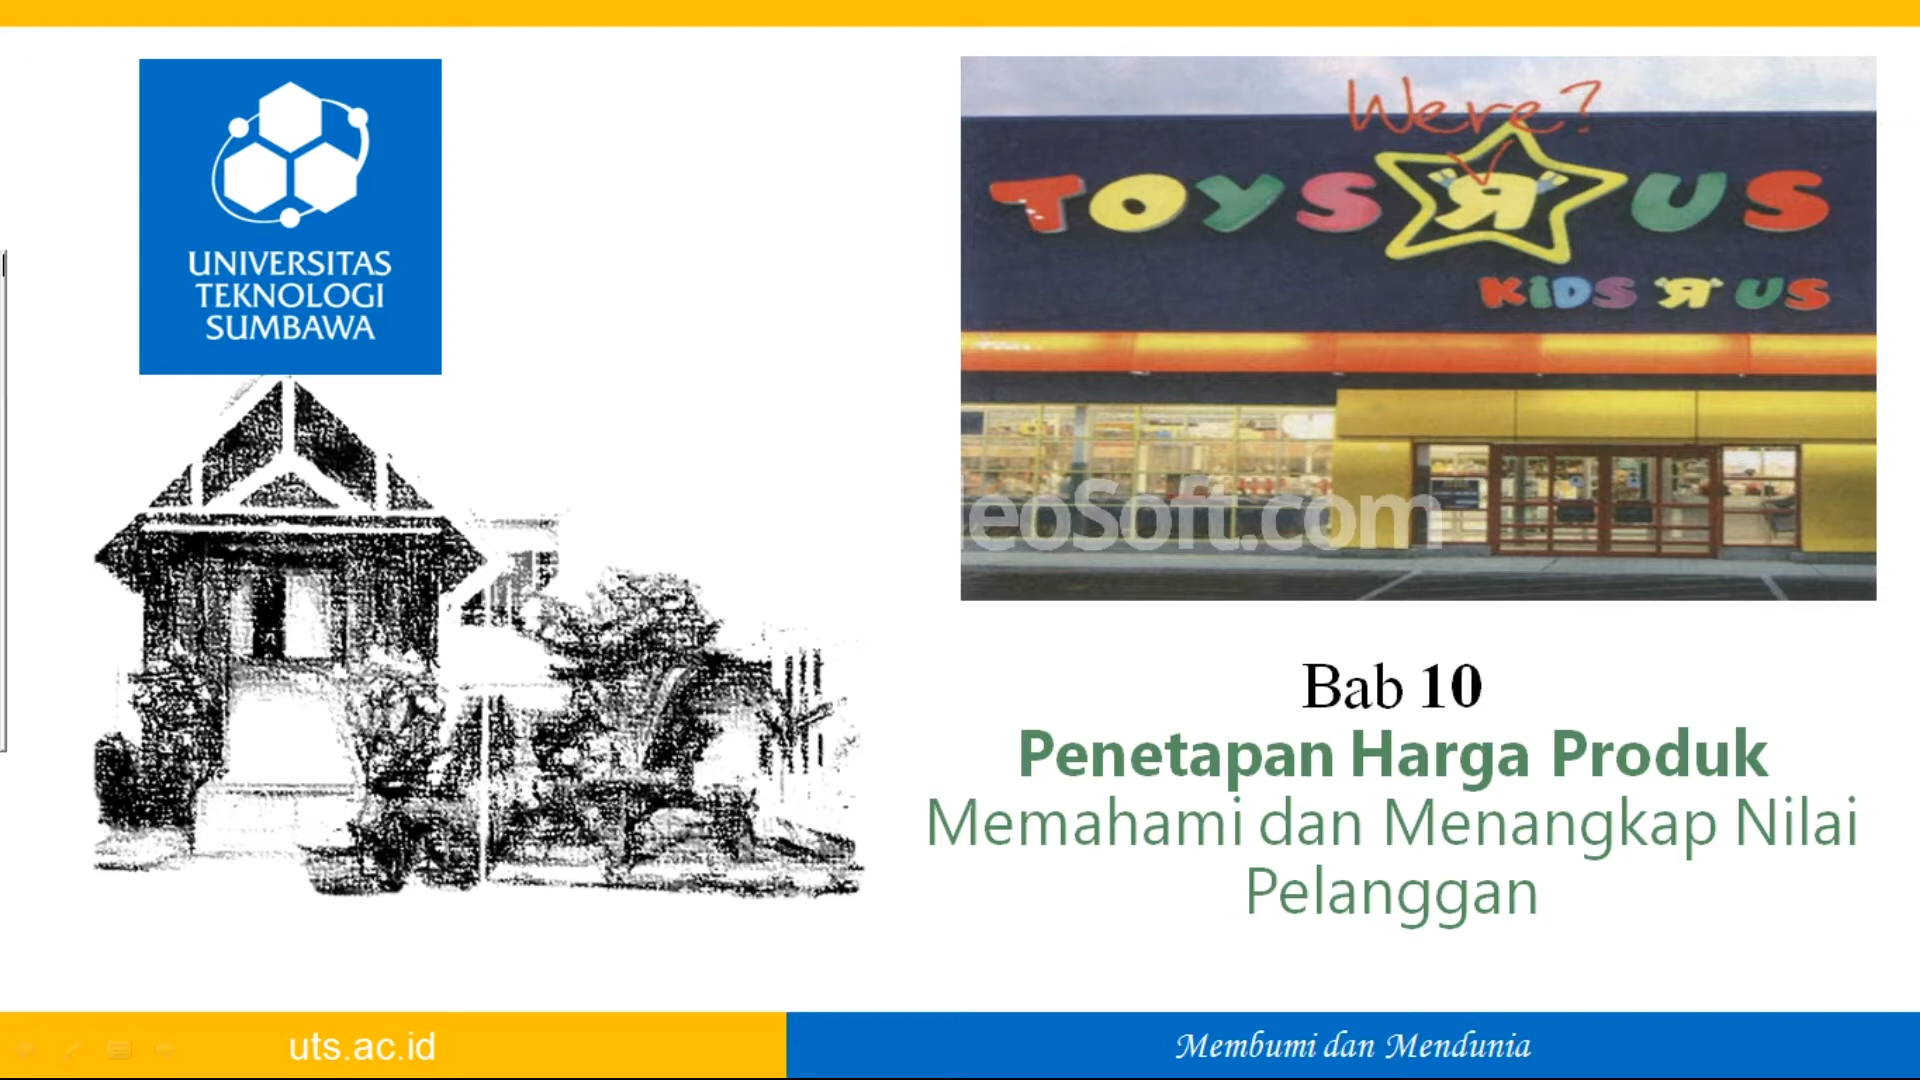 UNIVERSITAS
TEKNOLOGI
SUMBAWA
Were?
TOYS R US
KIDS R US
eoSoft.com
Bab 10
Penetapan Harga Produk
Memahami dan Menangkap Nilai
Pelanggan
uts.ac.id
Membumi dan Mendunia